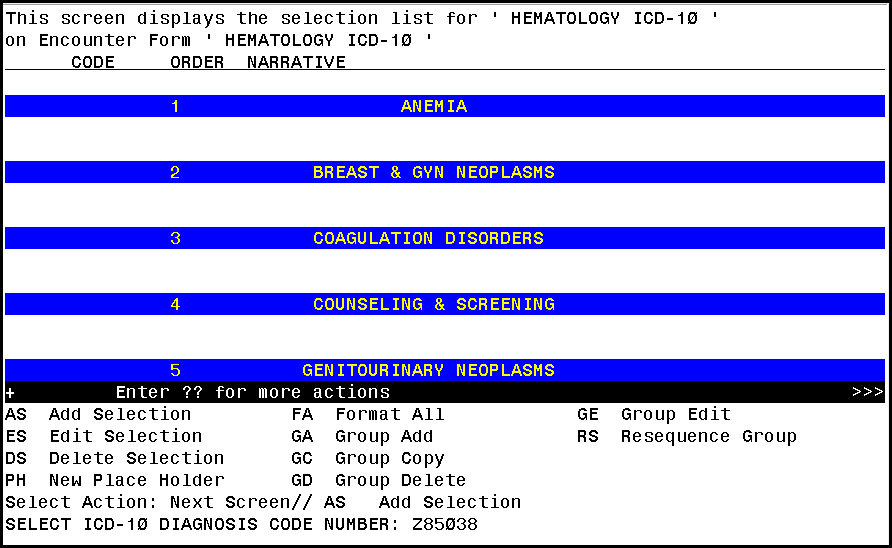 This screen displays the selection list for ' HEMATOLOGY ICD-10 '
on Encounter Form ' HEMATOLOGY ICD-10 '
CODE ORDER NARRATIVE
1 ANEMIA
2 BREAST & GYN NEOPLASMS
3 COAGULATION DISORDERS
4 COUNSELING & SCREENING
5 GENITOURINARY NEOPLASMS
+ Enter ?? for more actions >>>
AS Add Selection FA Format All GE Group Edit
ES Edit Selection GA Group Add RS Resequence Group
DS Delete Selection GC Group Copy
PH New Place Holder GD Group Delete
Select Action: Next Screen// AS Add Selection
SELECT ICD-10 DIAGNOSIS CODE NUMBER: Z85038